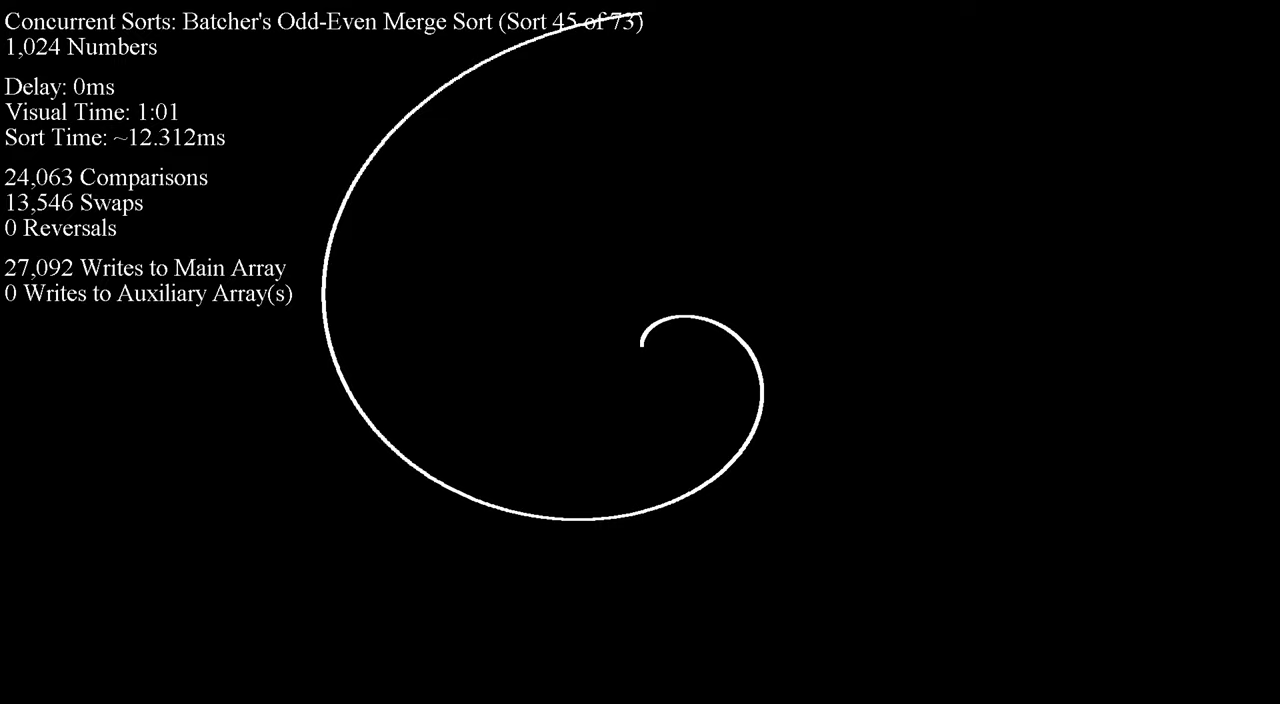 Concurrent Sorts: Batcher's Odd-Even Merge Sort (Sort 45 of 73)
1,024 Numbers
Delay: 0ms
Visual Time: 1:01
Sort Time: ~12.312ms
24,063 Comparisons
13,546 Swaps
0 Reversals
27,092 Writes to Main Array
0 Writes to Auxiliary Array(s)